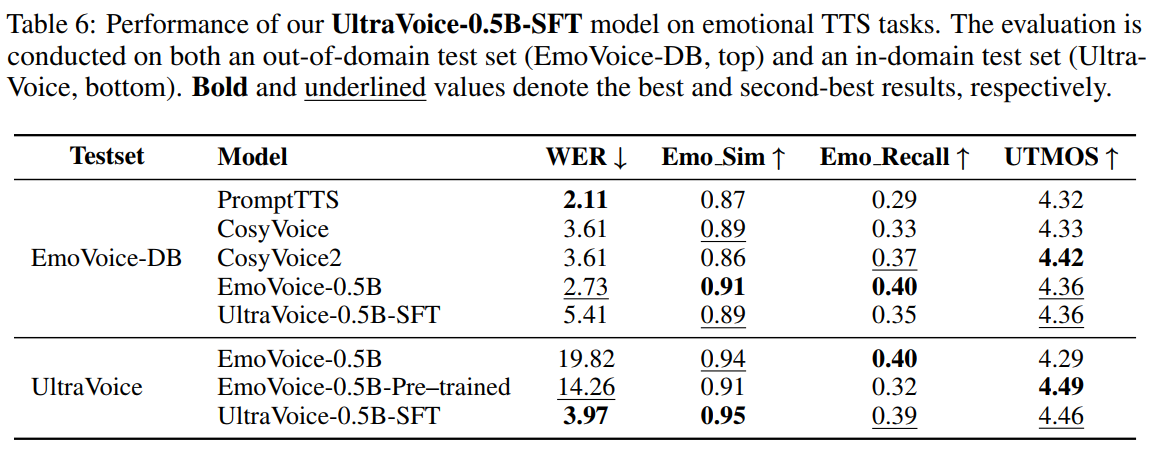 Table 6: Performance of our UltraVoice-0.5B-SFT model on emotional TTS tasks. The evaluation is
conducted on both an out-of-domain test set (EmoVoice-DB, top) and an in-domain test set (Ultra-
Voice, bottom). Bold and underlined values denote the best and second-best results, respectively.
Testset Model WER ↓ Emo_Sim ↑ Emo_Recall ↑ UTMOS ↑
PromptTTS 2.11 0.87 0.29 4.32
CosyVoice 3.61 0.89 0.33 4.33
EmoVoice-DB CosyVoice2 3.61 0.86 0.37 4.42
EmoVoice-0.5B 2.73 0.91 0.40 4.36
UltraVoice-0.5B-SFT 5.41 0.89 0.35 4.36
EmoVoice-0.5B 19.82 0.94 0.40 4.29
UltraVoice EmoVoice-0.5B-Pre–trained 14.26 0.91 0.32 4.49
UltraVoice-0.5B-SFT 3.97 0.95 0.39 4.46